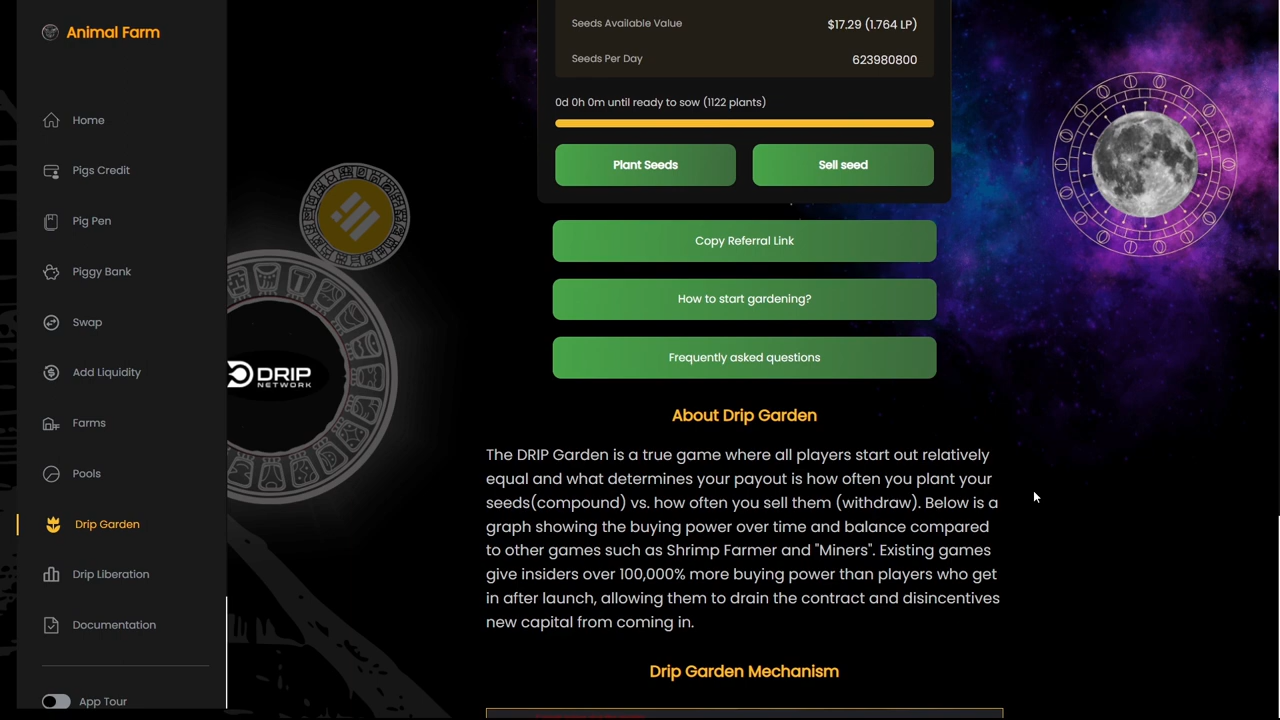 Animal Farm
Home
Pigs Credit
Pig Pen
Piggy Bank
Swap
Add Liquidity
Farms
Pools
Drip Garden
Drip Liberation
Documentation
App Tour
DRIP
NETWORK
Seeds Available Value
$17.29 (1.764 LP)
Seeds Per Day
623980800
0d 0h 0m until ready to sow (1122 plants)
Plant Seeds
Sell seed
Copy Referral Link
How to start gardening?
Frequently asked questions
About Drip Garden
The DRIP Garden is a true game where all players start out relatively
equal and what determines your payout is how often you plant your
seeds(compound) vs. how often you sell them (withdraw). Below is a
graph showing the buying power over time and balance compared
to other games such as Shrimp Farmer and "Miners". Existing games
give insiders over 100,000% more buying power than players who get
in after launch, allowing them to drain the contract and disincentives
new capital from coming in.
Drip Garden Mechanism